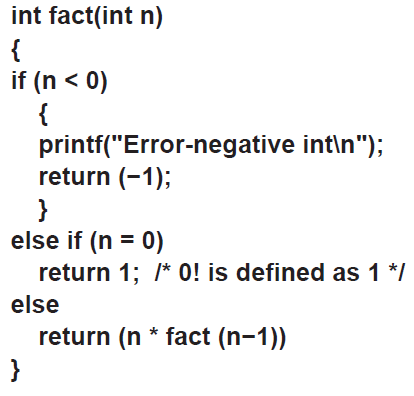 int fact(int n)
{
if (n < 0)
{
printf("Error-negative int\n");
return (−1);
}
else if (n = 0)
return 1; /* 0! is defined as 1 */
else
return (n * fact (n−1))
}